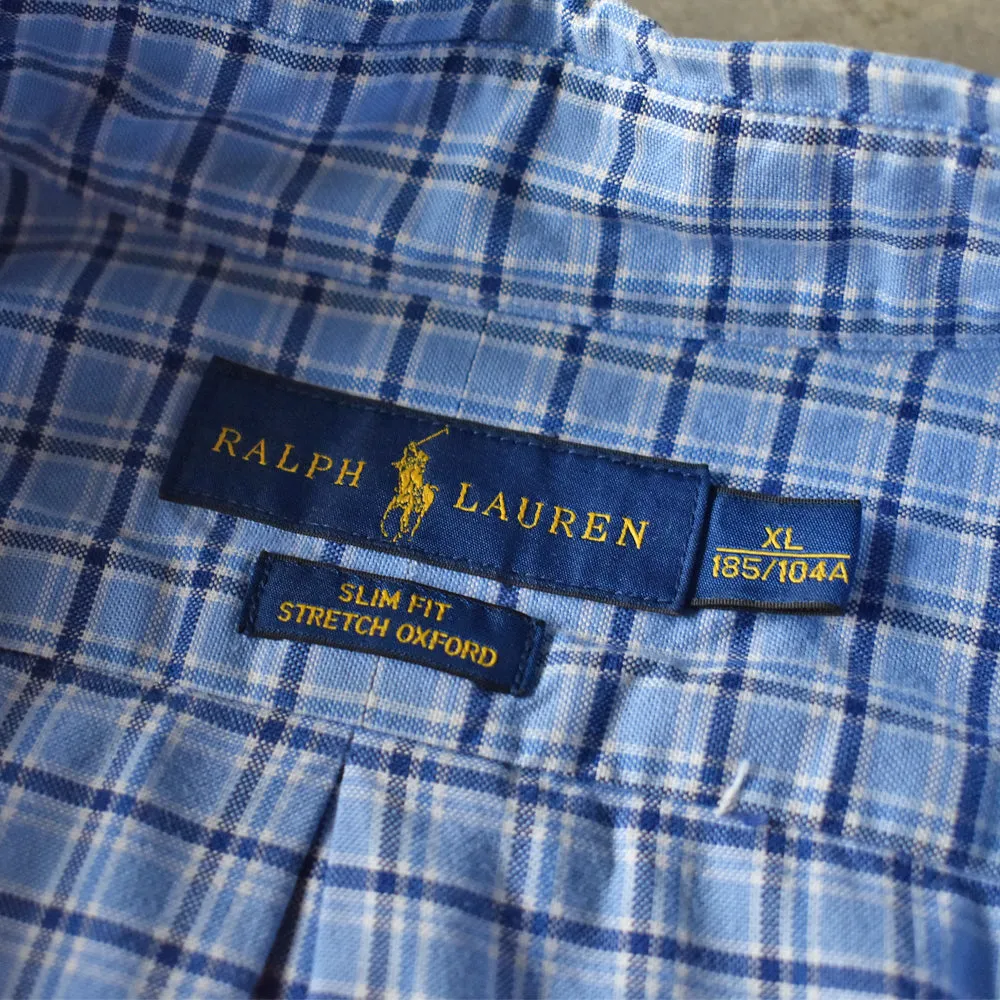 RALPH LAUREN
XL
185/104A
SLIM FIT
STRETCH OXFORD